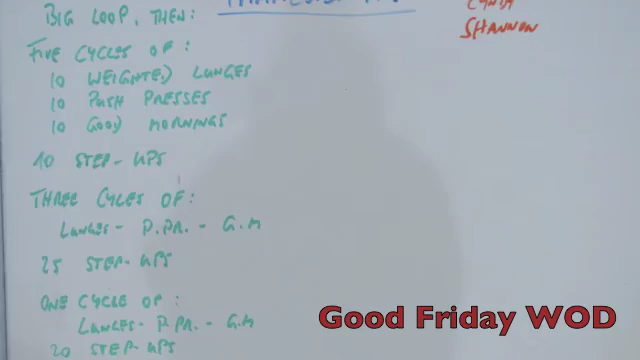 BIG LOOP, THEN:
CYNDY
SHANNON
FIVE CYCLES OF:
10 WEIGHTED LUNGES
10 PUSH PRESSES
10 GOOD MORNINGS
STEP-UPS
THREE CYCLES OF:
LUNGES - P.PR. - G.M
25 STEP-UPS
ONE CYCLE OF:
LUNGES - P.PR. - G.M
20 STEP-UPS
Good Friday WOD